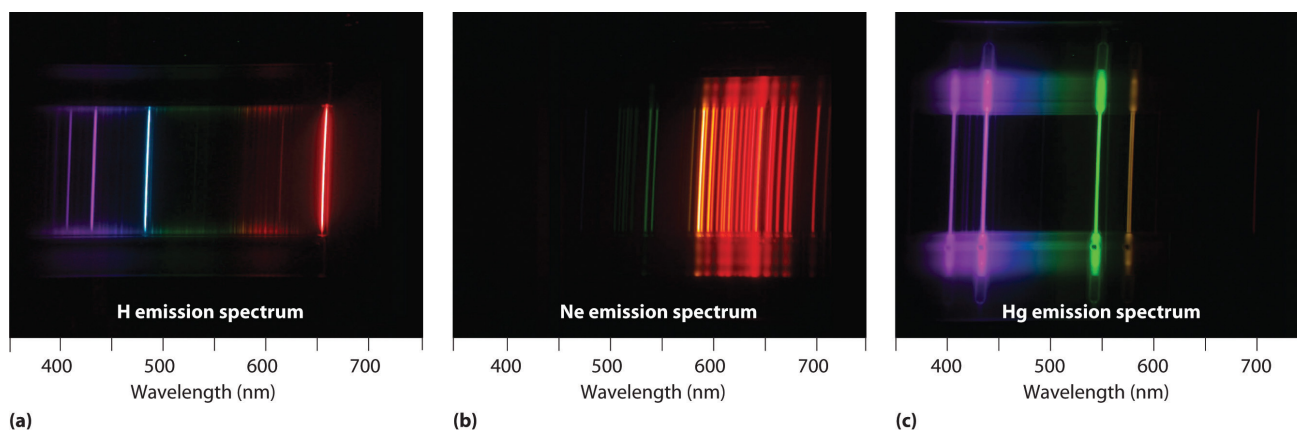 H emission spectrum
400 500 600 700
Wavelength (nm)
(a)
Ne emission spectrum
400 500 600 700
Wavelength (nm)
(b)
Hg emission spectrum
400 500 600 700
Wavelength (nm)
(c)